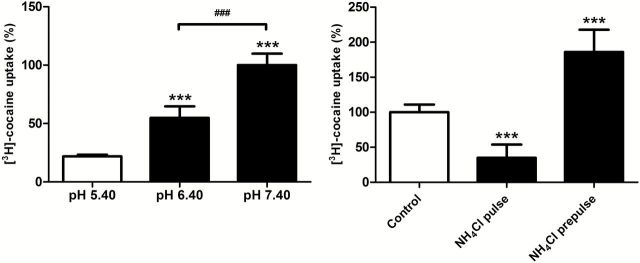 [³H]-cocaine uptake (%)
150
100
50
0
###
***
***
pH 5.40
pH 6.40
pH 7.40
[³H]-cocaine uptake (%)
250
200
150
100
50
0
***
***
Control
NH₄Cl pulse
NH₄Cl prepulse